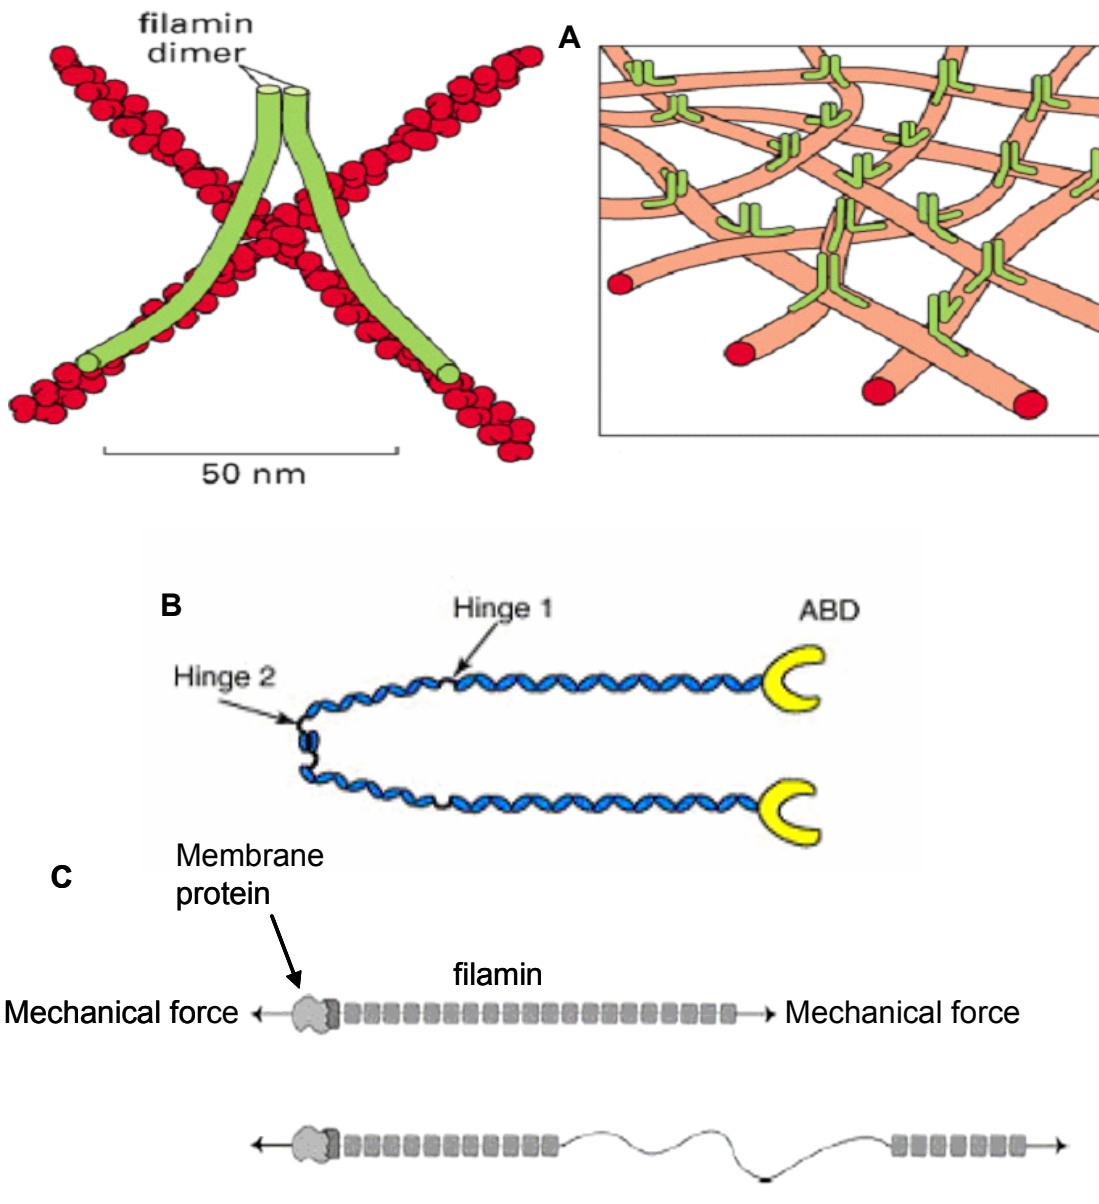 filamin
dimer
A
50 nm
B
Hinge 1
ABD
Hinge 2
Membrane
protein
C
filamin
Mechanical force
Mechanical force